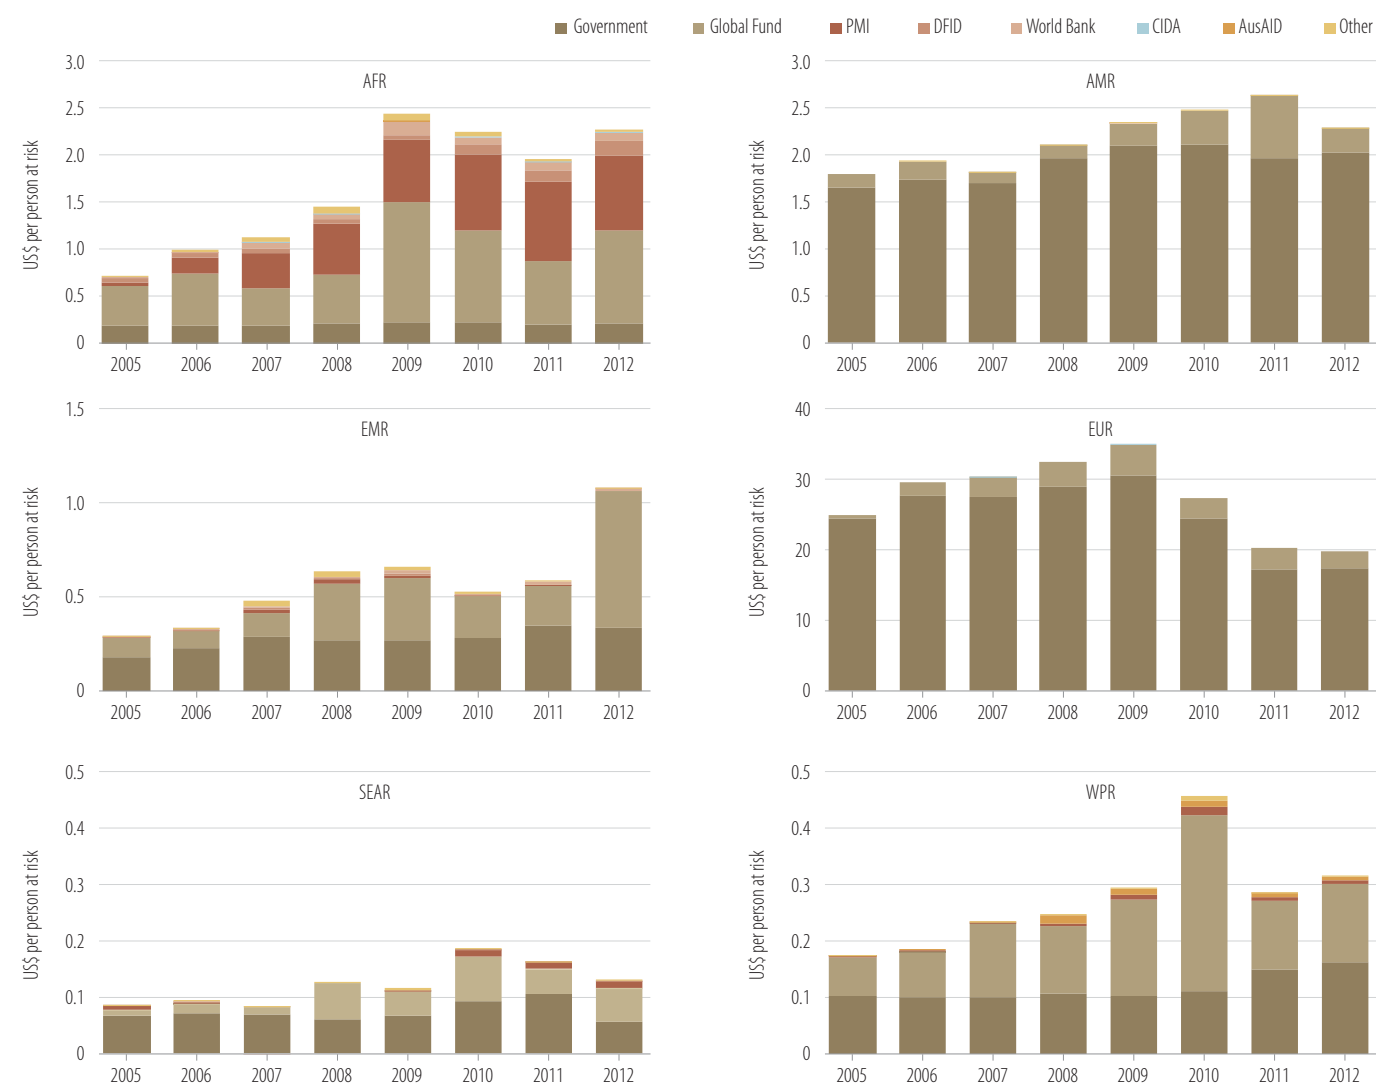 Government Global Fund PMI DFID World Bank CIDA AusAID Other
AFR
US$ per person at risk
3.0
2.5
2.0
1.5
1.0
0.5
0
2005 2006 2007 2008 2009 2010 2011 2012
AMR
US$ per person at risk
3.0
2.5
2.0
1.5
1.0
0.5
0
2005 2006 2007 2008 2009 2010 2011 2012
EMR
US$ per person at risk
1.5
1.0
0.5
0
2005 2006 2007 2008 2009 2010 2011 2012
EUR
US$ per person at risk
40
30
20
10
0
2005 2006 2007 2008 2009 2010 2011 2012
SEAR
US$ per person at risk
0.5
0.4
0.3
0.2
0.1
0
2005 2006 2007 2008 2009 2010 2011 2012
WPR
US$ per person at risk
0.5
0.4
0.3
0.2
0.1
0
2005 2006 2007 2008 2009 2010 2011 2012